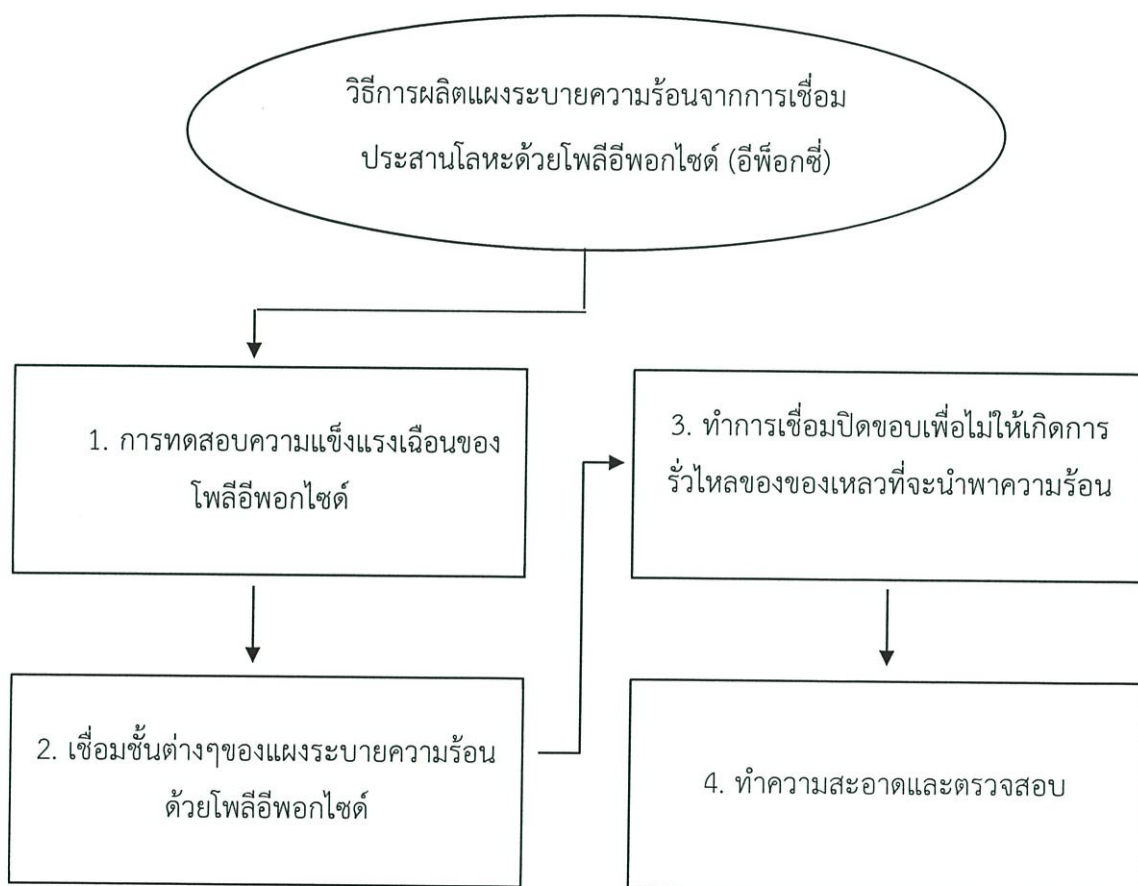 วิธีการผลิตแผงระบายความร้อนจากการเชื่อม
ประสานโลหะด้วยโพลีอีพอกไซด์ (อีพ็อกซี่)
1. การทดสอบความแข็งแรงเฉือนของ
โพลีอีพอกไซด์
2. เชื่อมชั้นต่างๆของแผงระบายความร้อน
ด้วยโพลีอีพอกไซด์
3. ทำการเชื่อมปิดขอบเพื่อไม่ให้เกิดการ
รั่วไหลของของเหลวที่จะนำพาความร้อน
4. ทำความสะอาดและตรวจสอบ